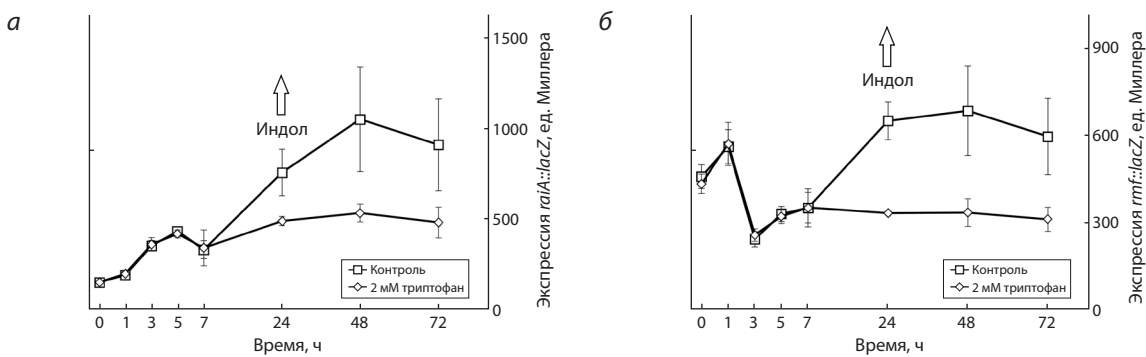 а
1500
1000
500
0
Экспрессия raiA::lacZ, ед. Миллера
Индол
Контроль
2 мМ триптофан
0 1 3 5 7 24 48 72
Время, ч
б
900
600
300
0
Экспрессия rmf::lacZ, ед. Миллера
Индол
Контроль
2 мМ триптофан
0 1 3 5 7 24 48 72
Время, ч